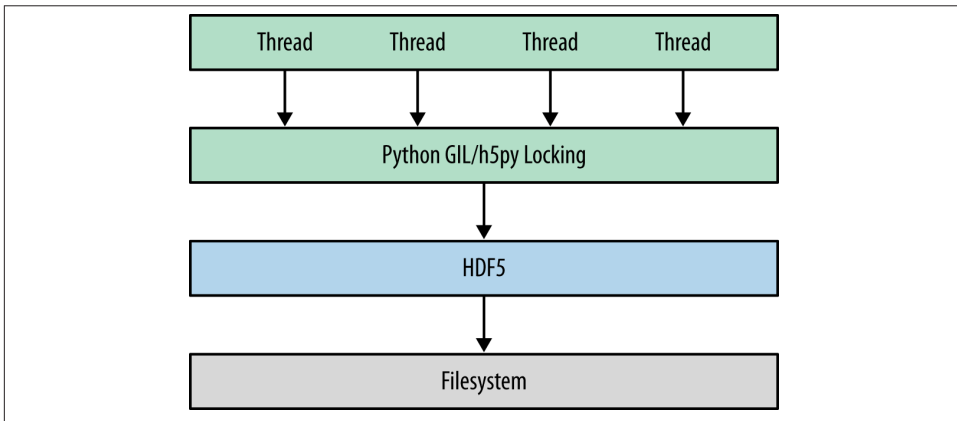 Thread Thread Thread Thread
Python GIL/h5py Locking
HDF5
Filesystem